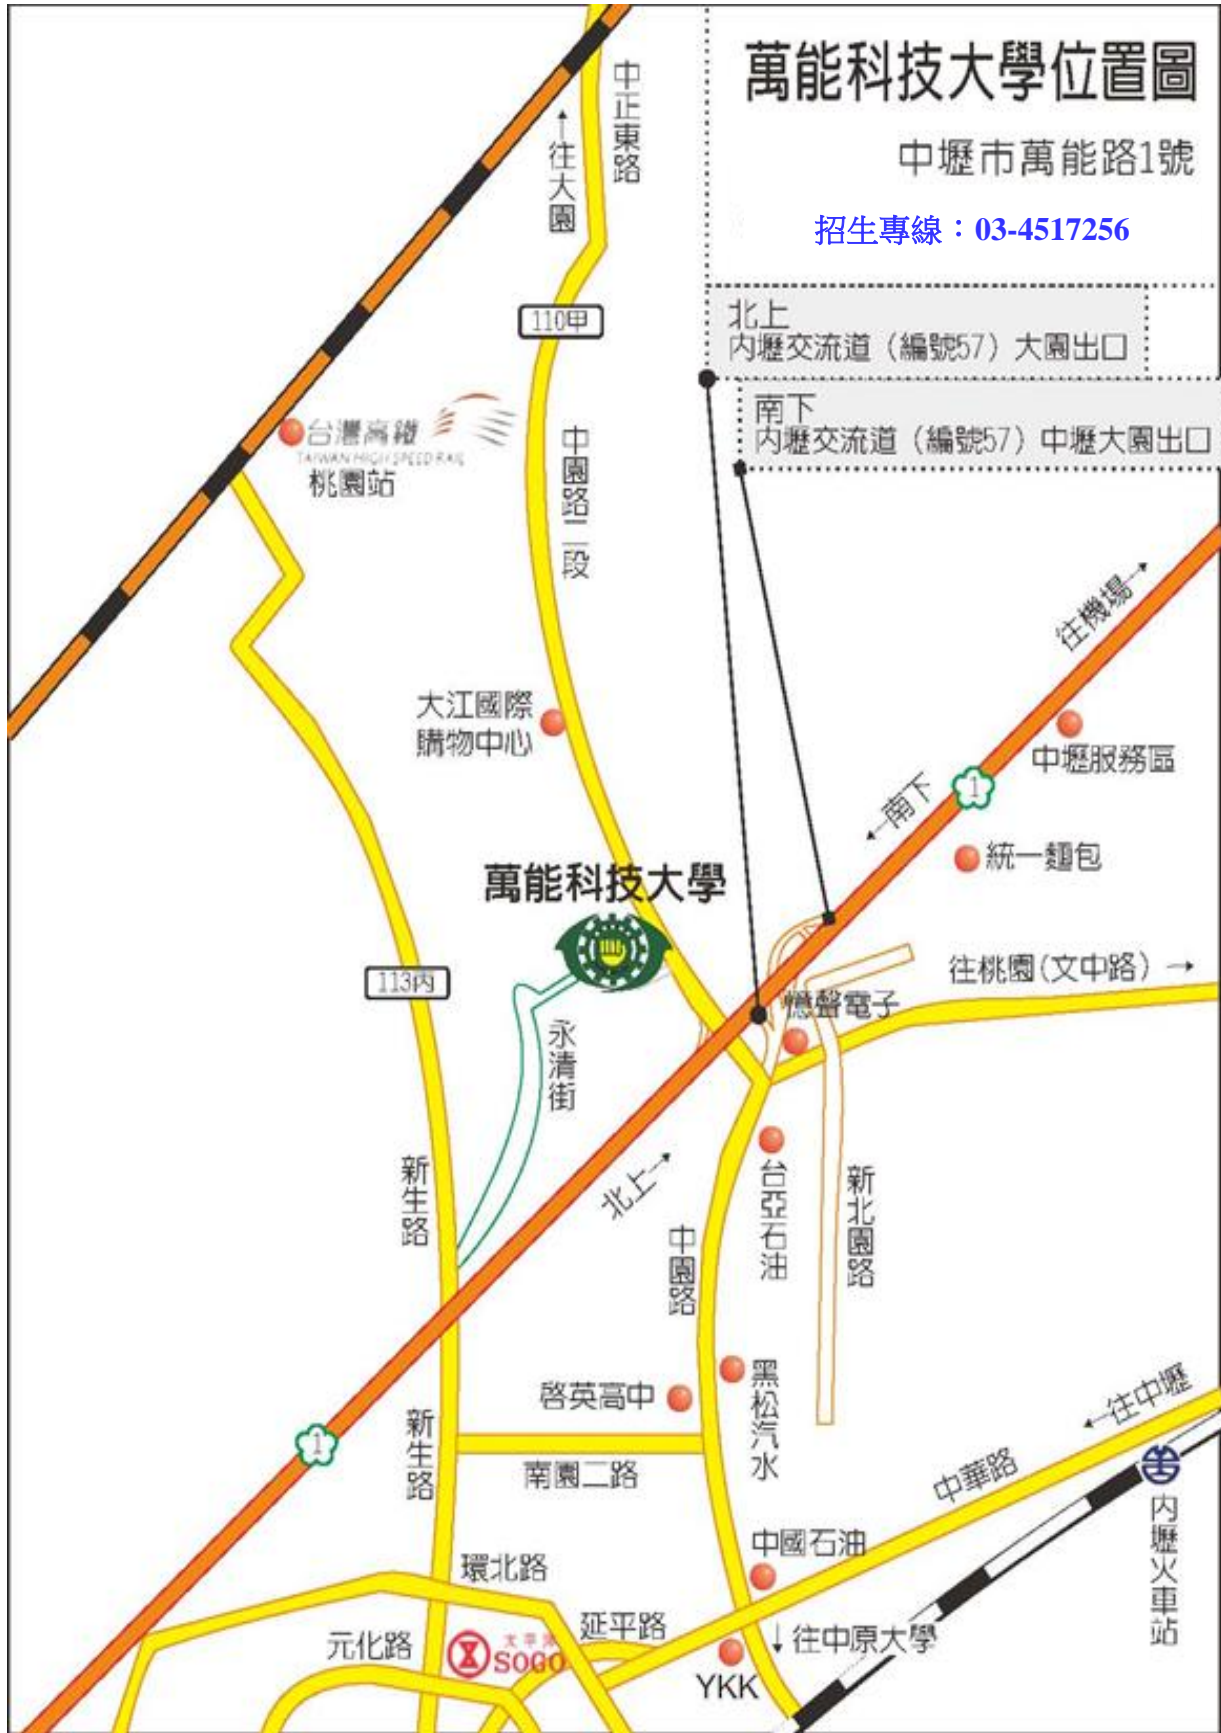 萬能科技大學位置圖
中壢市萬能路1號
招生專線：03-4517256
中正東路
←往大園
110甲
北上
內壢交流道（編號57）大園出口
南下
內壢交流道（編號57）中壢大園出口
台灣高鐵
TAIWAN HIGH SPEED RAIL
桃園站
中園路二段
往機場→
大江國際
購物中心
中壢服務區
1
←南下
統一麵包
萬能科技大學
113內
往桃園(文中路) →
憶聲電子
永清街
新生路
北上→
台亞石油
新北園路
中園路
啓英高中
黑松汽水
←往中壢
1
新生路
南園二路
中華路
內壢火車站
中國石油
環北路
延平路
元化路
太平洋
SOGO
↓往中原大學
YKK